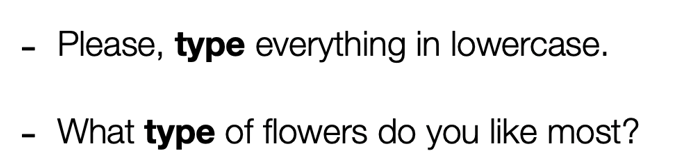 - Please, type everything in lowercase.
- What type of flowers do you like most?